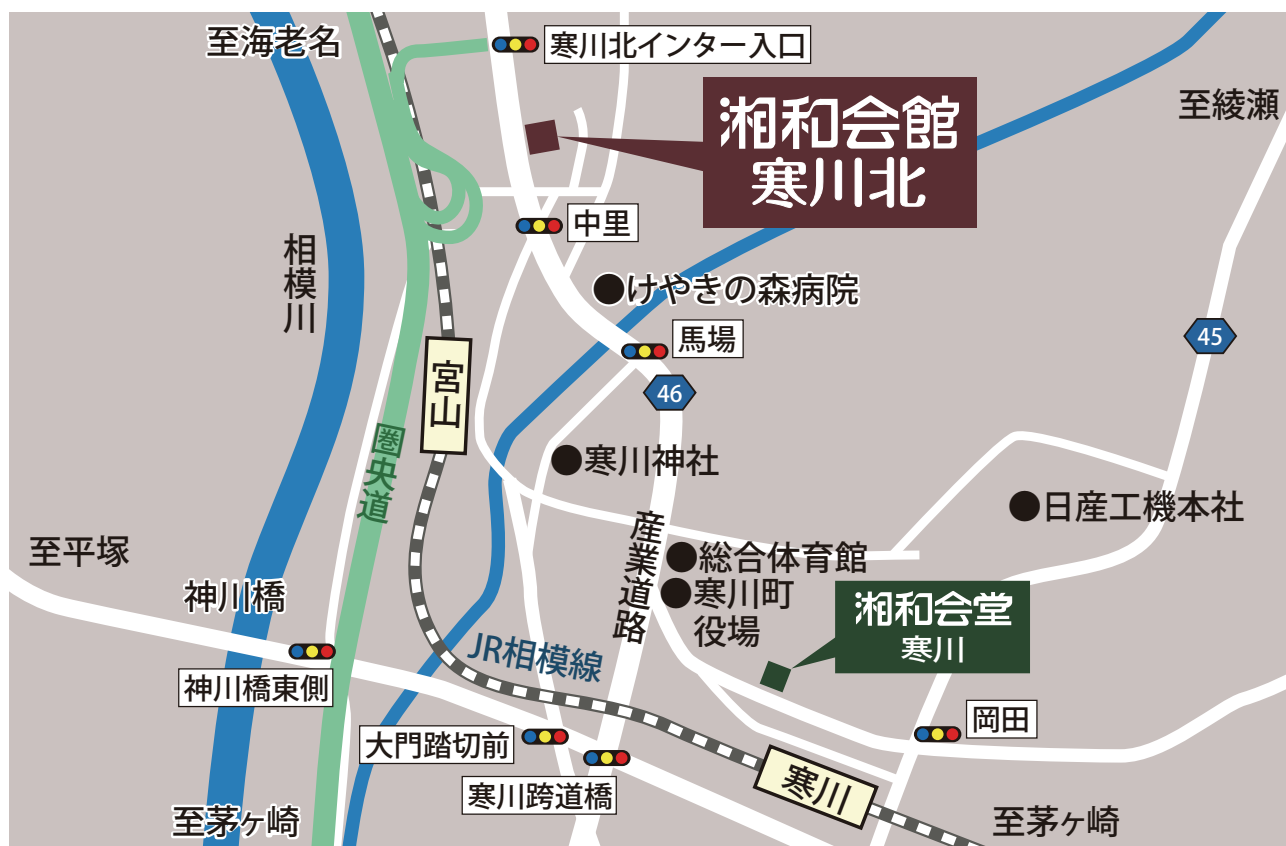 至海老名
寒川北インター入口
湘和会館
寒川北
至綾瀬
中里
相模川
けやきの森病院
馬場
45
宮山
46
圏央道
寒川神社
日産工機本社
産業道路
至平塚
総合体育館
神川橋
寒川町
役場
湘和会堂
寒川
JR相模線
神川橋東側
岡田
大門踏切前
寒川跨道橋
寒川
至茅ヶ崎
至茅ヶ崎